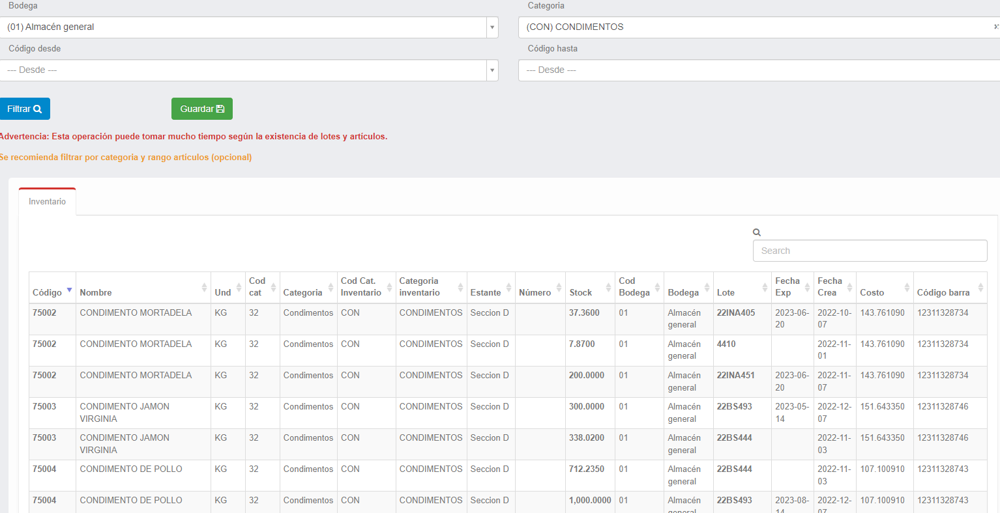 Bodega Categoria
(01) Almacén general (CON) CONDIMENTOS
Código desde Código hasta
--- Desde --- --- Desde ---
Filtrar Guardar
Advertencia: Esta operación puede tomar mucho tiempo según la existencia de lotes y artículos.
Se recomienda filtrar por categoria y rango articulos (opcional)
Inventario
Search
Código Nombre Und Cod cat Categoria Cod Cat. Inventario Categoria inventario Estante Número Stock Cod Bodega Bodega Lote Fecha Exp Fecha Crea Costo Código barra
75002 CONDIMENTO MORTADELA KG 32 Condimentos CON CONDIMENTOS Seccion D 37.3600 01 Almacén general 22INA405 2023-06-20 2022-10-07 143.761090 12311328734
75002 CONDIMENTO MORTADELA KG 32 Condimentos CON CONDIMENTOS Seccion D 7.8700 01 Almacén general 4410 2022-11-01 143.761090 12311328734
75002 CONDIMENTO MORTADELA KG 32 Condimentos CON CONDIMENTOS Seccion D 200.0000 01 Almacén general 22INA451 2023-06-20 2022-11-07 143.761090 12311328734
75003 CONDIMENTO JAMON VIRGINIA KG 32 Condimentos CON CONDIMENTOS Seccion D 300.0000 01 Almacén general 22BS493 2023-05-14 2022-12-07 151.643350 12311328746
75003 CONDIMENTO JAMON VIRGINIA KG 32 Condimentos CON CONDIMENTOS Seccion D 338.0200 01 Almacén general 22BS444 2022-11-03 151.643350 12311328746
75004 CONDIMENTO DE POLLO KG 32 Condimentos CON CONDIMENTOS Seccion D 712.2350 01 Almacén general 22BS444 2022-11-03 107.100910 12311328743
75004 CONDIMENTO DE POLLO KG 32 Condimentos CON CONDIMENTOS Seccion D 1,000.0000 01 Almacén general 22BS493 2023-08-14 2022-12-07 107.100910 12311328743